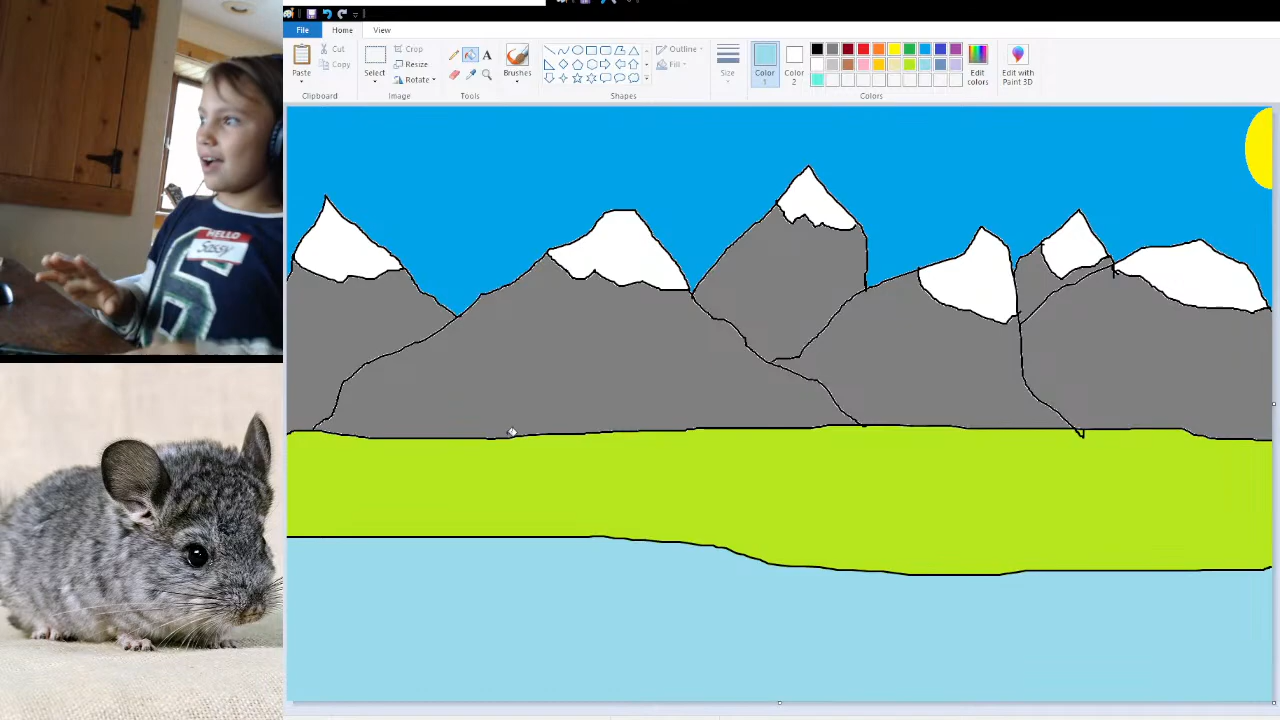 File Home View
Paste
Cut
Copy
Clipboard
Select
Crop
Resize
Rotate
Image
A
Tools
Brushes
Shapes
Outline
Fill
Size
Color
1
Color
2
Colors
Edit
colors
Edit with
Paint 3D
HELLO
Sassy
6